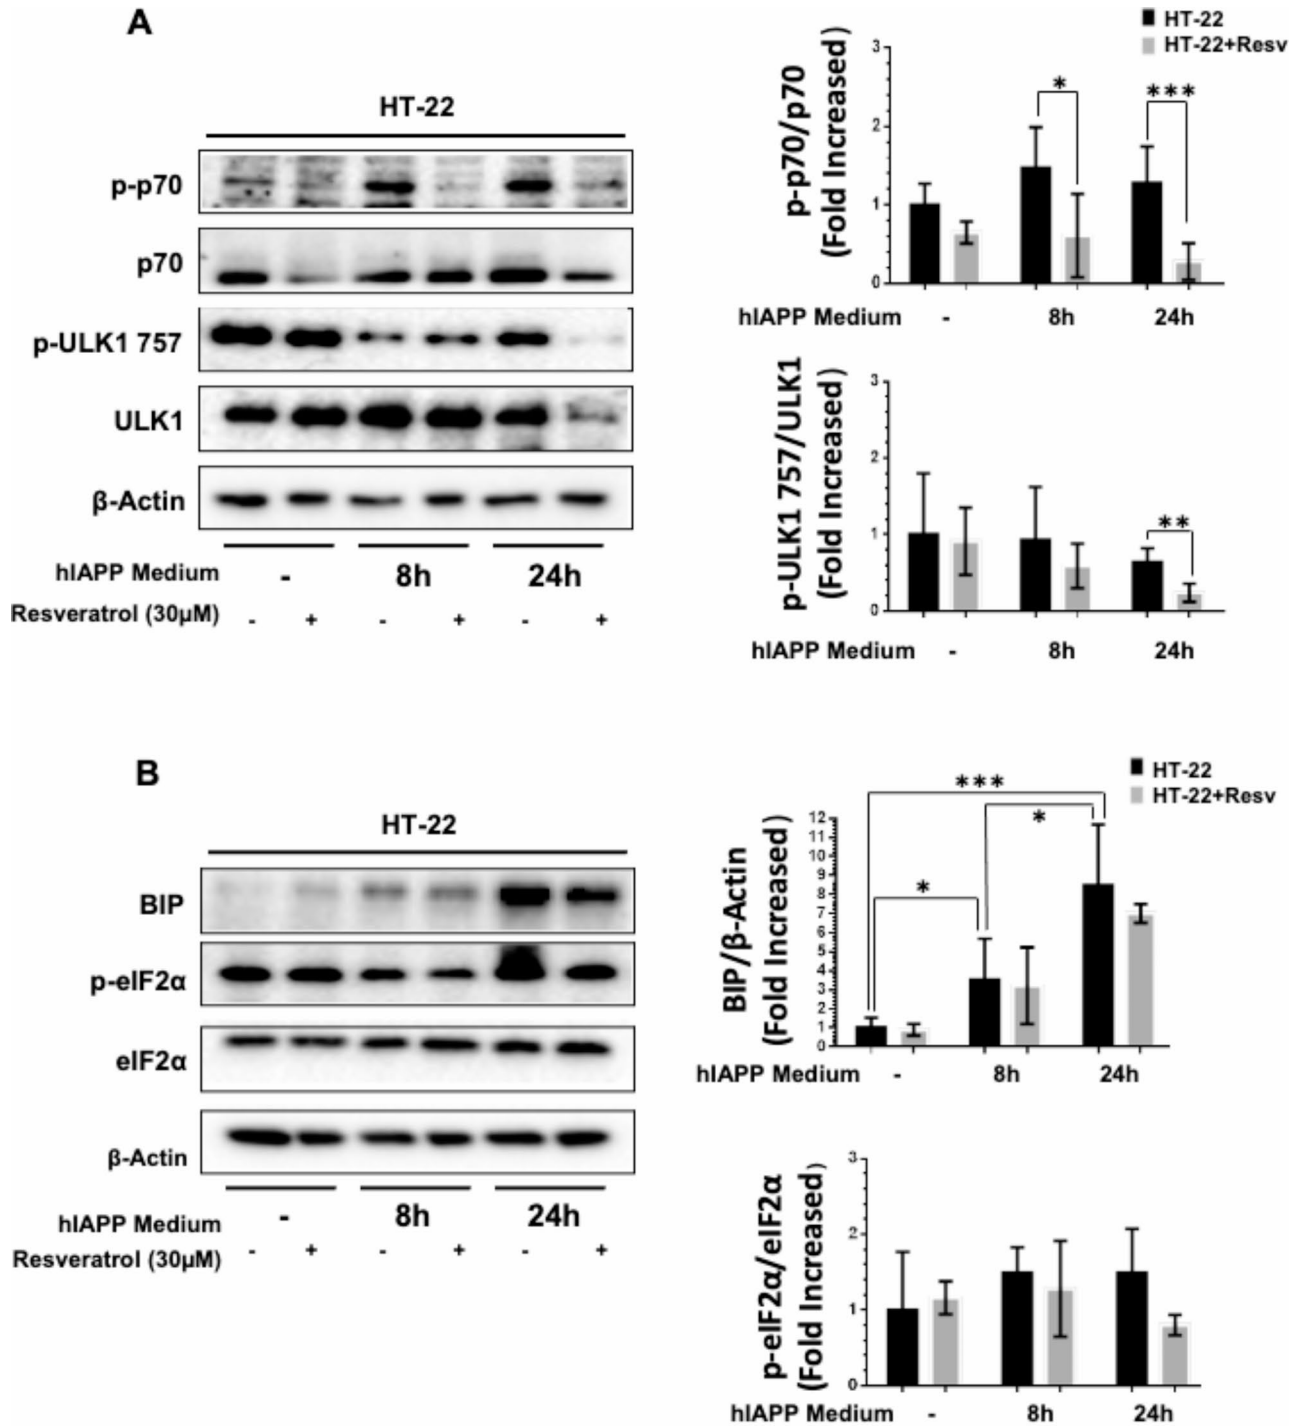 A
HT-22
p-p70
p70
p-ULK1 757
ULK1
β-Actin
hIAPP Medium - 8h 24h
Resveratrol (30µM) - + - + - +
HT-22
HT-22+Resv
p-p70/p70
(Fold Increased)
3
2
1
0
* ***
hIAPP Medium - 8h 24h
p-ULK1 757/ULK1
(Fold Increased)
3
2
1
0
**
hIAPP Medium - 8h 24h
B
HT-22
BIP
p-eIF2α
eIF2α
β-Actin
hIAPP Medium - 8h 24h
Resveratrol (30µM) - + - + - +
HT-22
HT-22+Resv
BIP/β-Actin
(Fold Increased)
12
11
10
9
8
7
6
5
4
3
2
1
0
***
*
*
hIAPP Medium - 8h 24h
p-eIF2α/eIF2α
(Fold Increased)
3
2
1
0
hIAPP Medium - 8h 24h